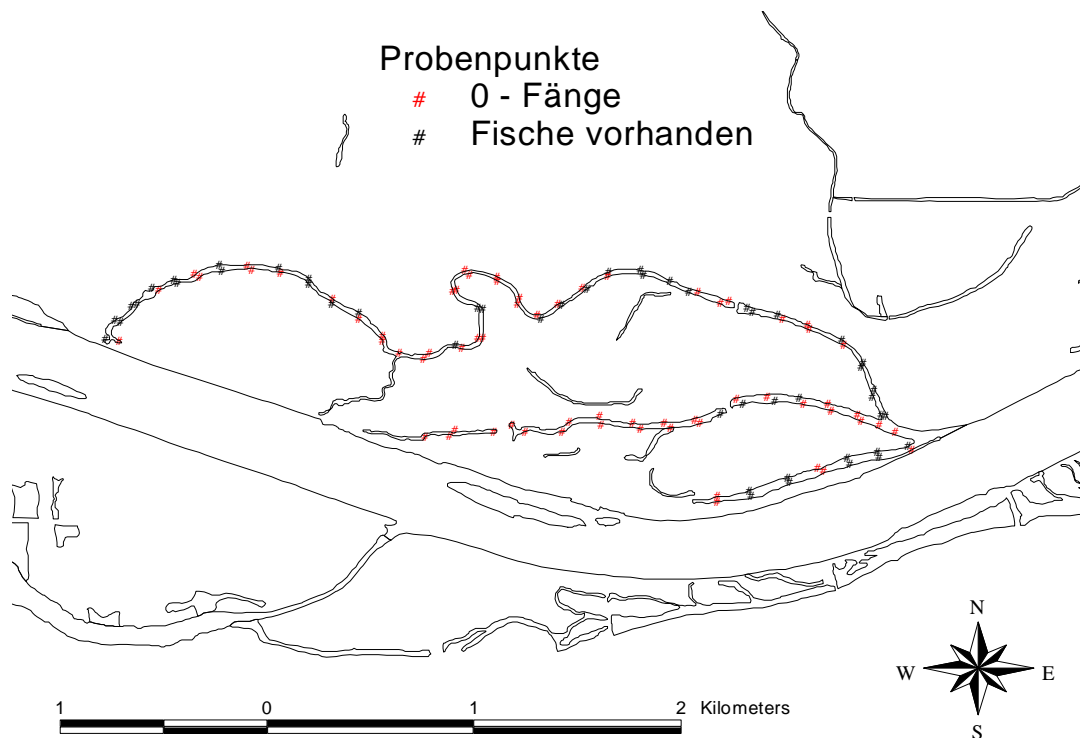 Probenpunkte
# 0 - Fänge
# Fische vorhanden
N
W E
S
1 0 1 2 Kilometers